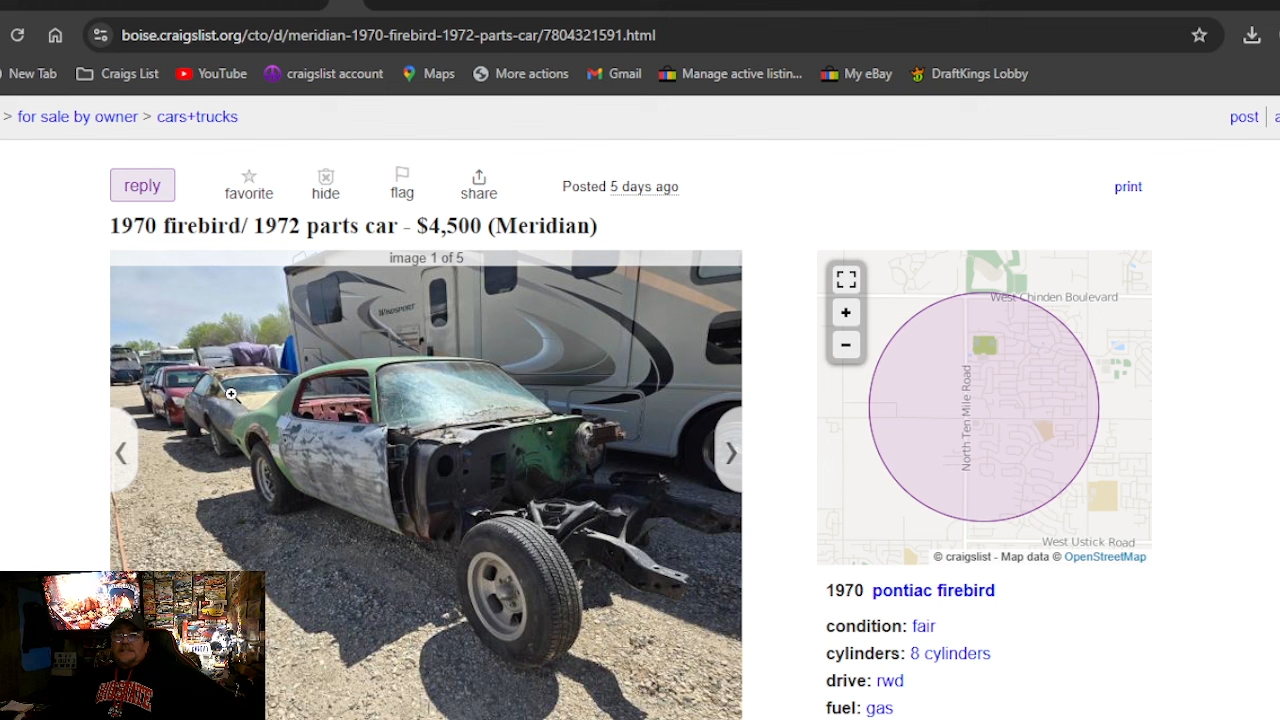 boise.craigslist.org/cto/d/meridian-1970-firebird-1972-parts-car/7804321591.html
New Tab Craigs List YouTube craigslist account Maps More actions Gmail Manage active listin... My eBay DraftKings Lobby
> for sale by owner > cars+trucks
post
reply
favorite
hide
flag
share
Posted 5 days ago
print
1970 firebird/ 1972 parts car - $4,500 (Meridian)
image 1 of 5
WINDSPORT
West Chinden Boulevard
+
−
North Ten Mile Road
West Ustick Road
© craigslist - Map data © OpenStreetMap
1970 pontiac firebird
condition: fair
cylinders: 8 cylinders
drive: rwd
fuel: gas